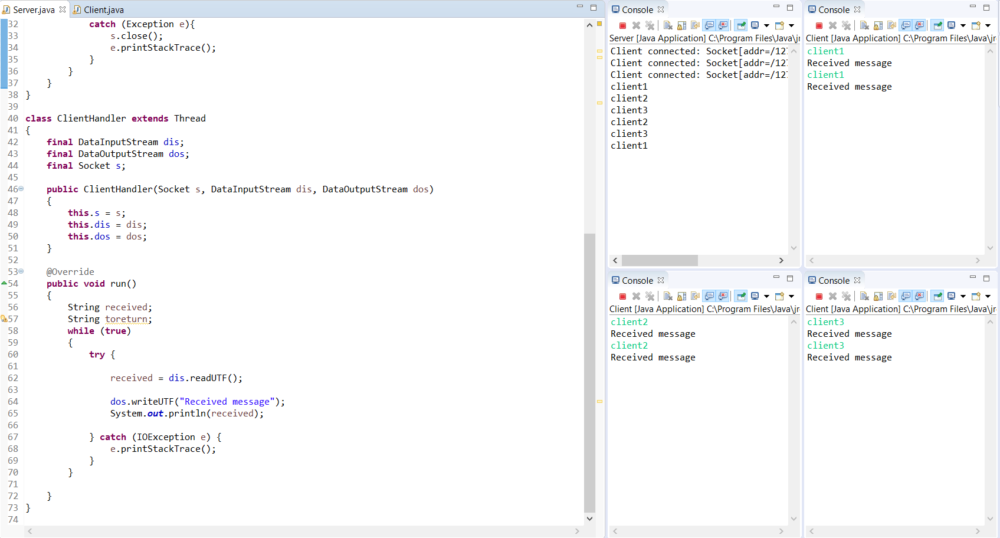 Server.java
Client.java
32 catch (Exception e){
33 s.close();
34 e.printStackTrace();
35 }
36 }
37 }
38 }
39
40 class ClientHandler extends Thread
41 {
42 final DataInputStream dis;
43 final DataOutputStream dos;
44 final Socket s;
45
46 public ClientHandler(Socket s, DataInputStream dis, DataOutputStream dos)
47 {
48 this.s = s;
49 this.dis = dis;
50 this.dos = dos;
51 }
52
53 @Override
54 public void run()
55 {
56 String received;
57 String toreturn;
58 while (true)
59 {
60 try {
61
62 received = dis.readUTF();
63
64 dos.writeUTF("Received message");
65 System.out.println(received);
66
67 } catch (IOException e) {
68 e.printStackTrace();
69 }
70 }
71
72 }
73 }
74
Console
Server [Java Application] C:\Program Files\Java\jr
Client connected: Socket[addr=/127
Client connected: Socket[addr=/127
Client connected: Socket[addr=/127
client1
client2
client3
client2
client3
client1
Console
Client [Java Application] C:\Program Files\Java\jr
client1
Received message
client1
Received message
Console
Client [Java Application] C:\Program Files\Java\jr
client2
Received message
client2
Received message
Console
Client [Java Application] C:\Program Files\Java\jr
client3
Received message
client3
Received message